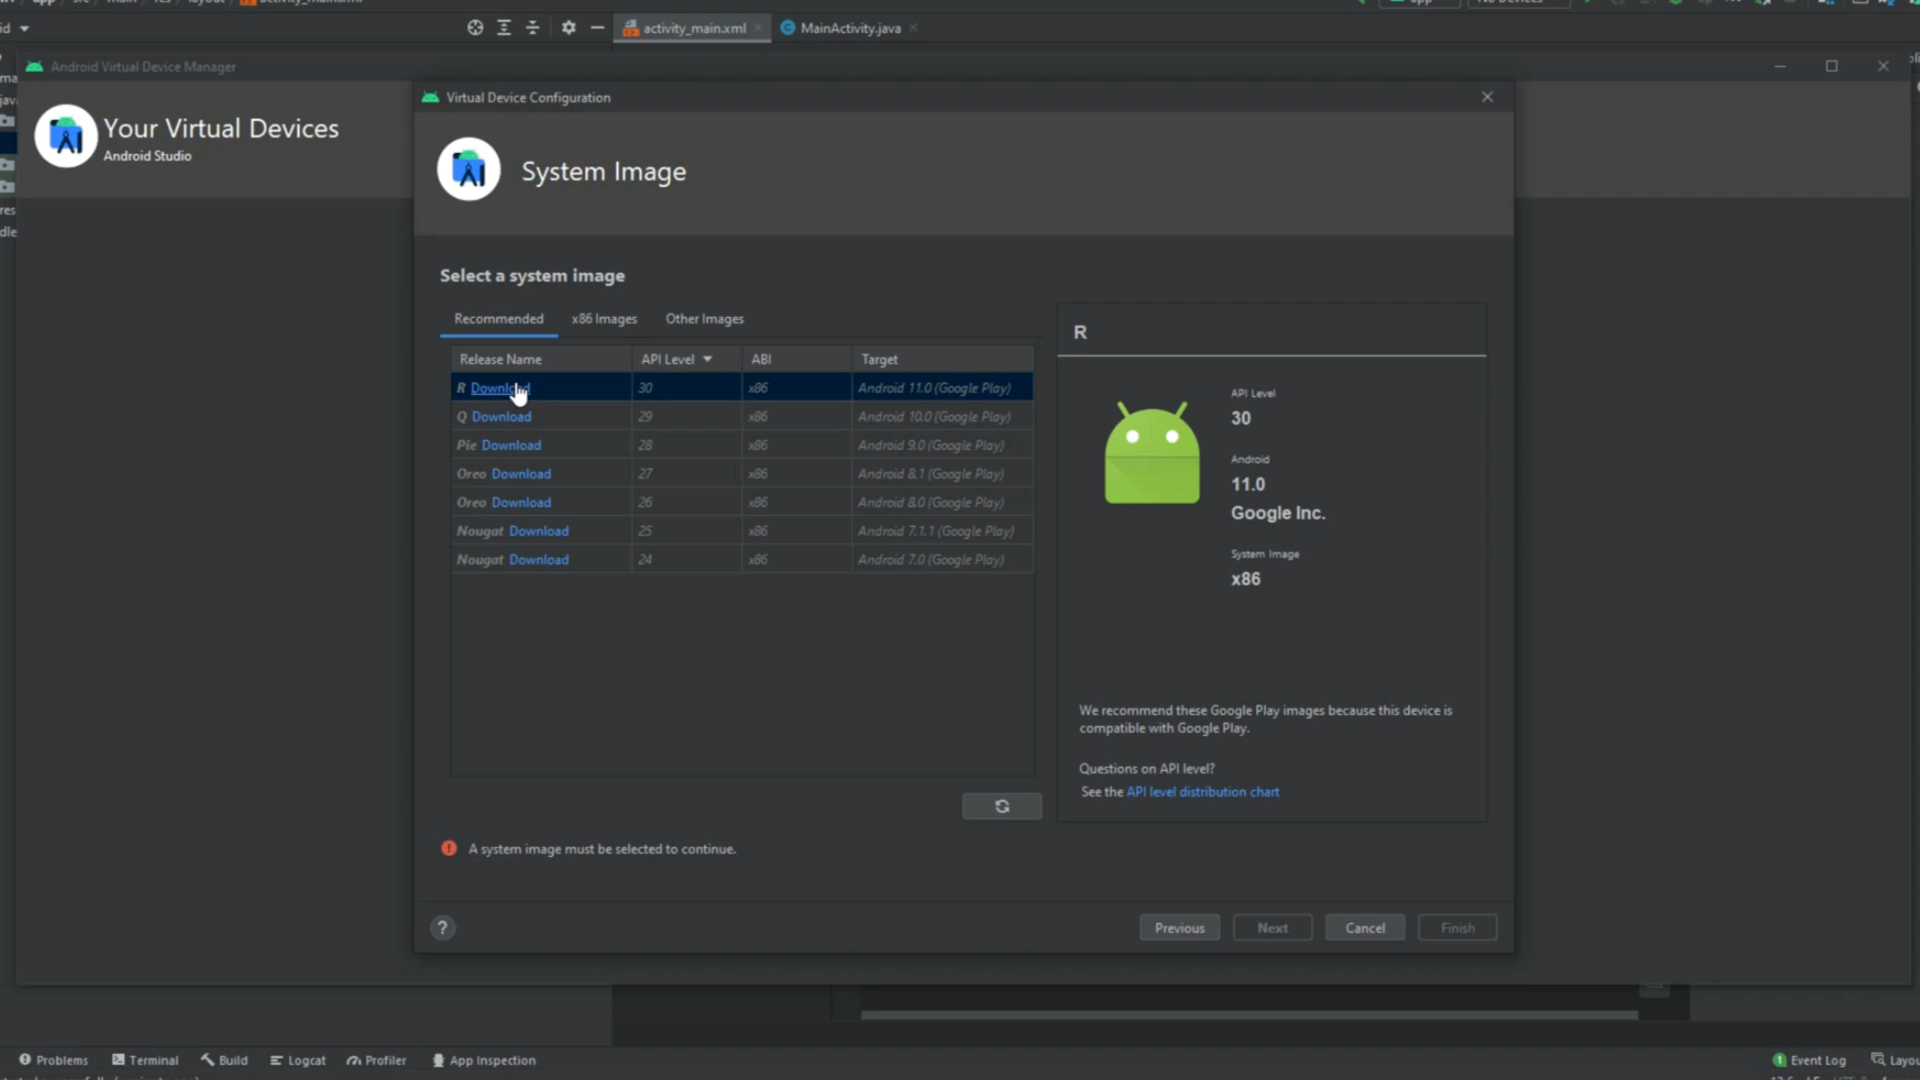 activity_main.xml
MainActivity.java
Android Virtual Device Manager
Your Virtual Devices
Android Studio
Virtual Device Configuration
System Image
Select a system image
Recommended
x86 Images
Other Images
Release Name
API Level
ABI
Target
R Download 30 x86 Android 11.0 (Google Play)
Q Download 29 x86 Android 10.0 (Google Play)
Pie Download 28 x86 Android 9.0 (Google Play)
Oreo Download 27 x86 Android 8.1 (Google Play)
Oreo Download 26 x86 Android 8.0 (Google Play)
Nougat Download 25 x86 Android 7.1.1 (Google Play)
Nougat Download 24 x86 Android 7.0 (Google Play)
R
API Level
30
Android
11.0
Google Inc.
System Image
x86
We recommend these Google Play images because this device is
compatible with Google Play.
Questions on API level?
See the API level distribution chart
A system image must be selected to continue.
?
Previous
Next
Cancel
Finish
Problems
Terminal
Build
Logcat
Profiler
App Inspection
1 Event Log
Layou